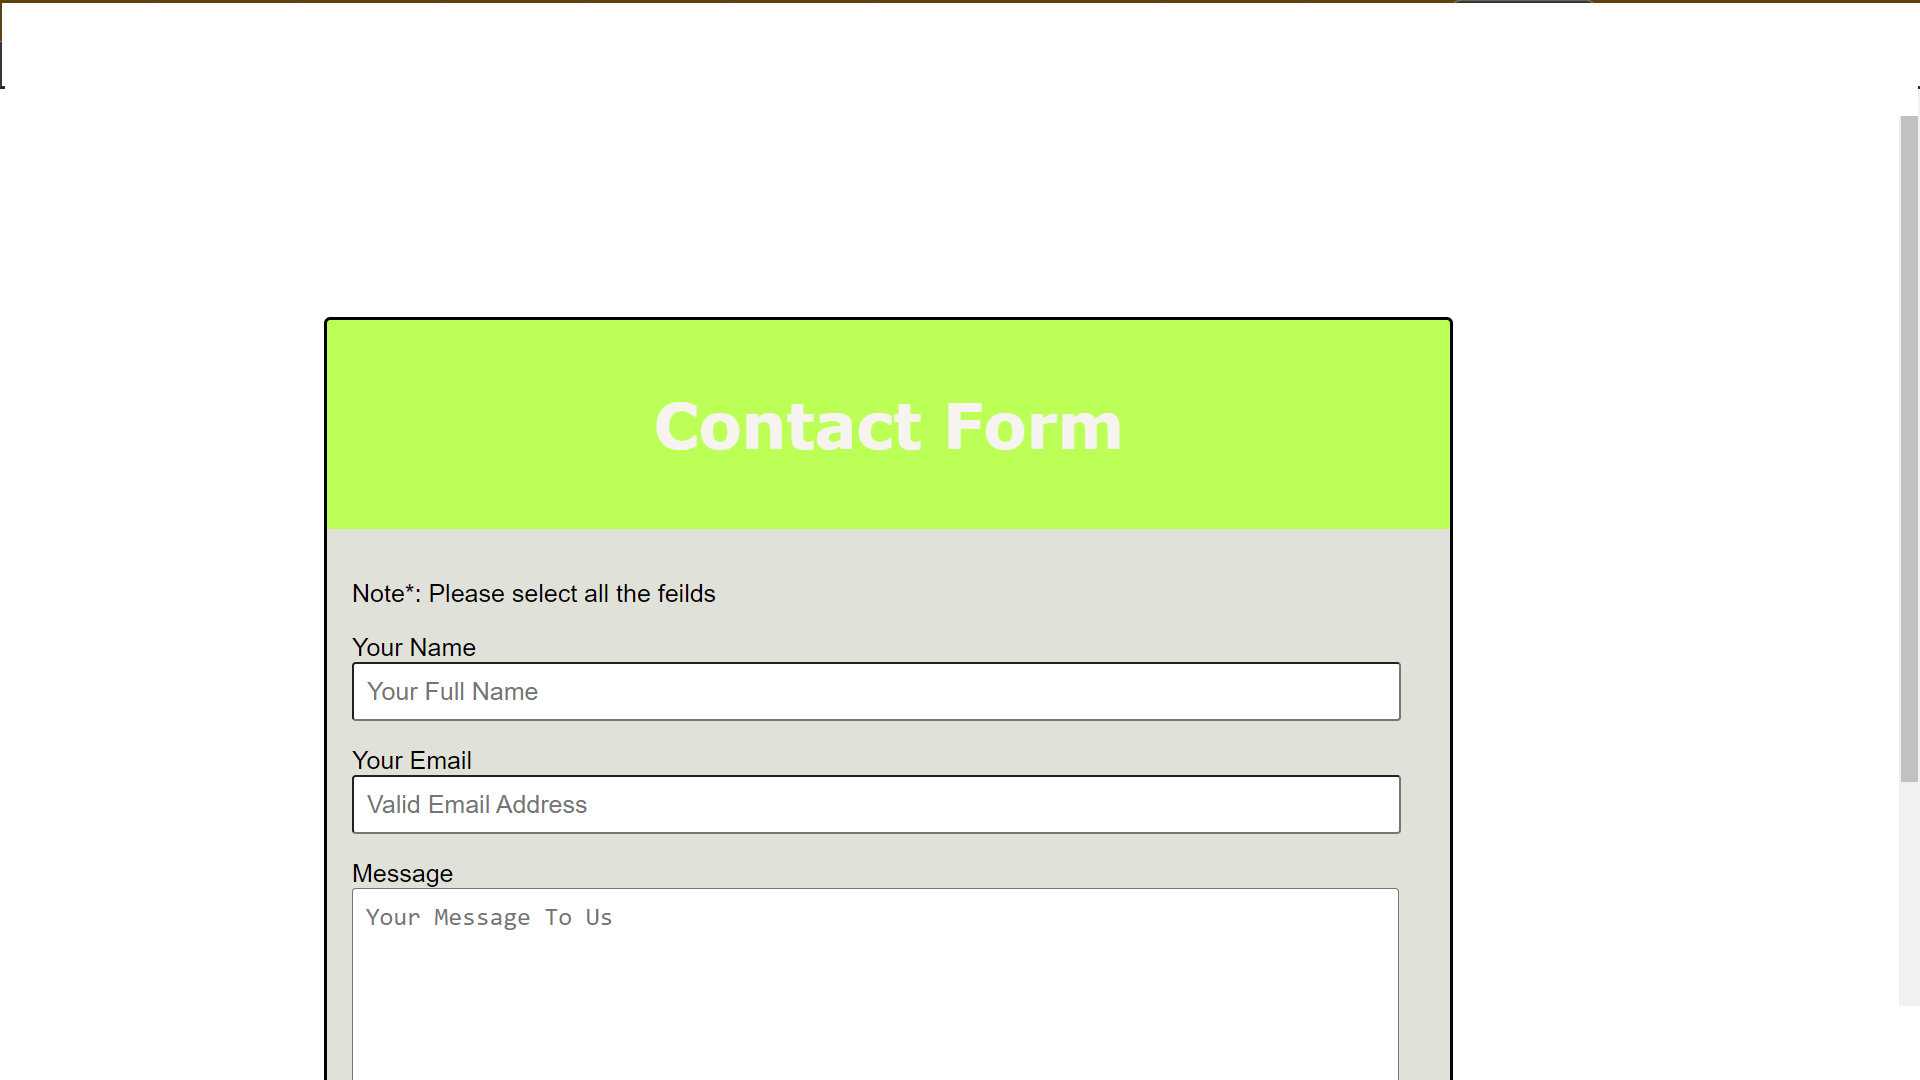 Contact Form
Note*: Please select all the feilds
Your Name
Your Full Name
Your Email
Valid Email Address
Message
Your Message To Us